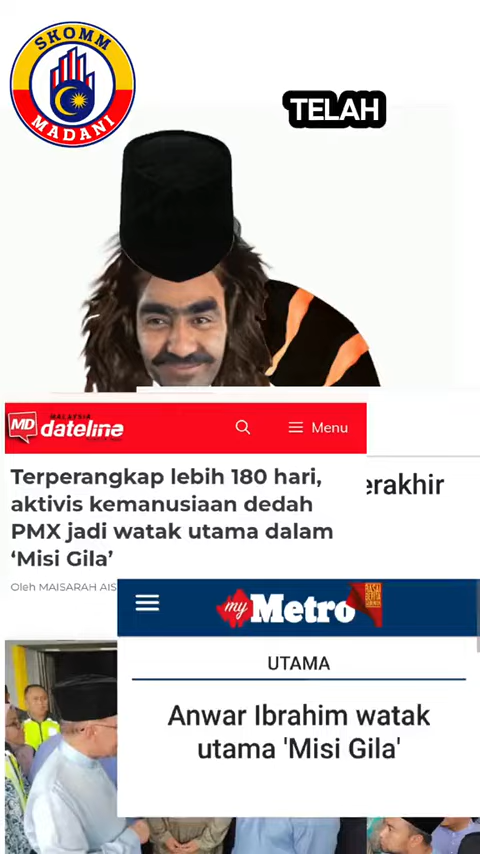 SKOMM
MADANI
TELAH
MD
MALAYSIA
dateline
Menu
Terperangkap lebih 180 hari,
aktivis kemanusiaan dedah
PMX jadi watak utama dalam
'Misi Gila'
Oleh MAISARAH AIS
erakhir
my Metro
UTAMA
Anwar Ibrahim watak
utama 'Misi Gila'